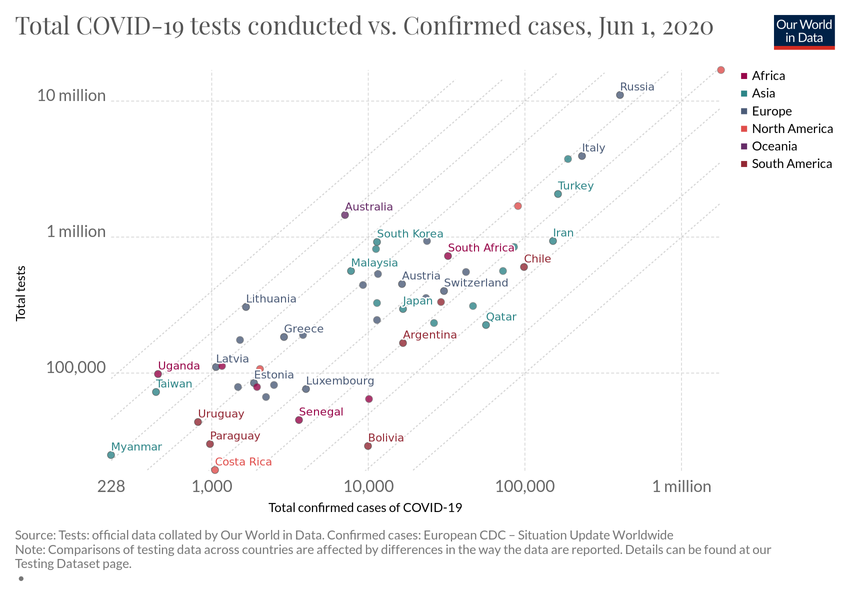 Total COVID-19 tests conducted vs. Confirmed cases, Jun 1, 2020
Our World
in Data
Africa
Asia
Europe
North America
Oceania
South America
Total tests
10 million
1 million
100,000
Russia
Italy
Turkey
Australia
South Korea
Iran
South Africa
Chile
Malaysia
Austria
Switzerland
Lithuania
Japan
Qatar
Greece
Argentina
Latvia
Uganda
Estonia
Taiwan
Luxembourg
Uruguay
Senegal
Paraguay
Bolivia
Myanmar
Costa Rica
228
1,000
10,000
100,000
1 million
Total confirmed cases of COVID-19
Source: Tests: official data collated by Our World in Data. Confirmed cases: European CDC – Situation Update Worldwide
Note: Comparisons of testing data across countries are affected by differences in the way the data are reported. Details can be found at our
Testing Dataset page.
•